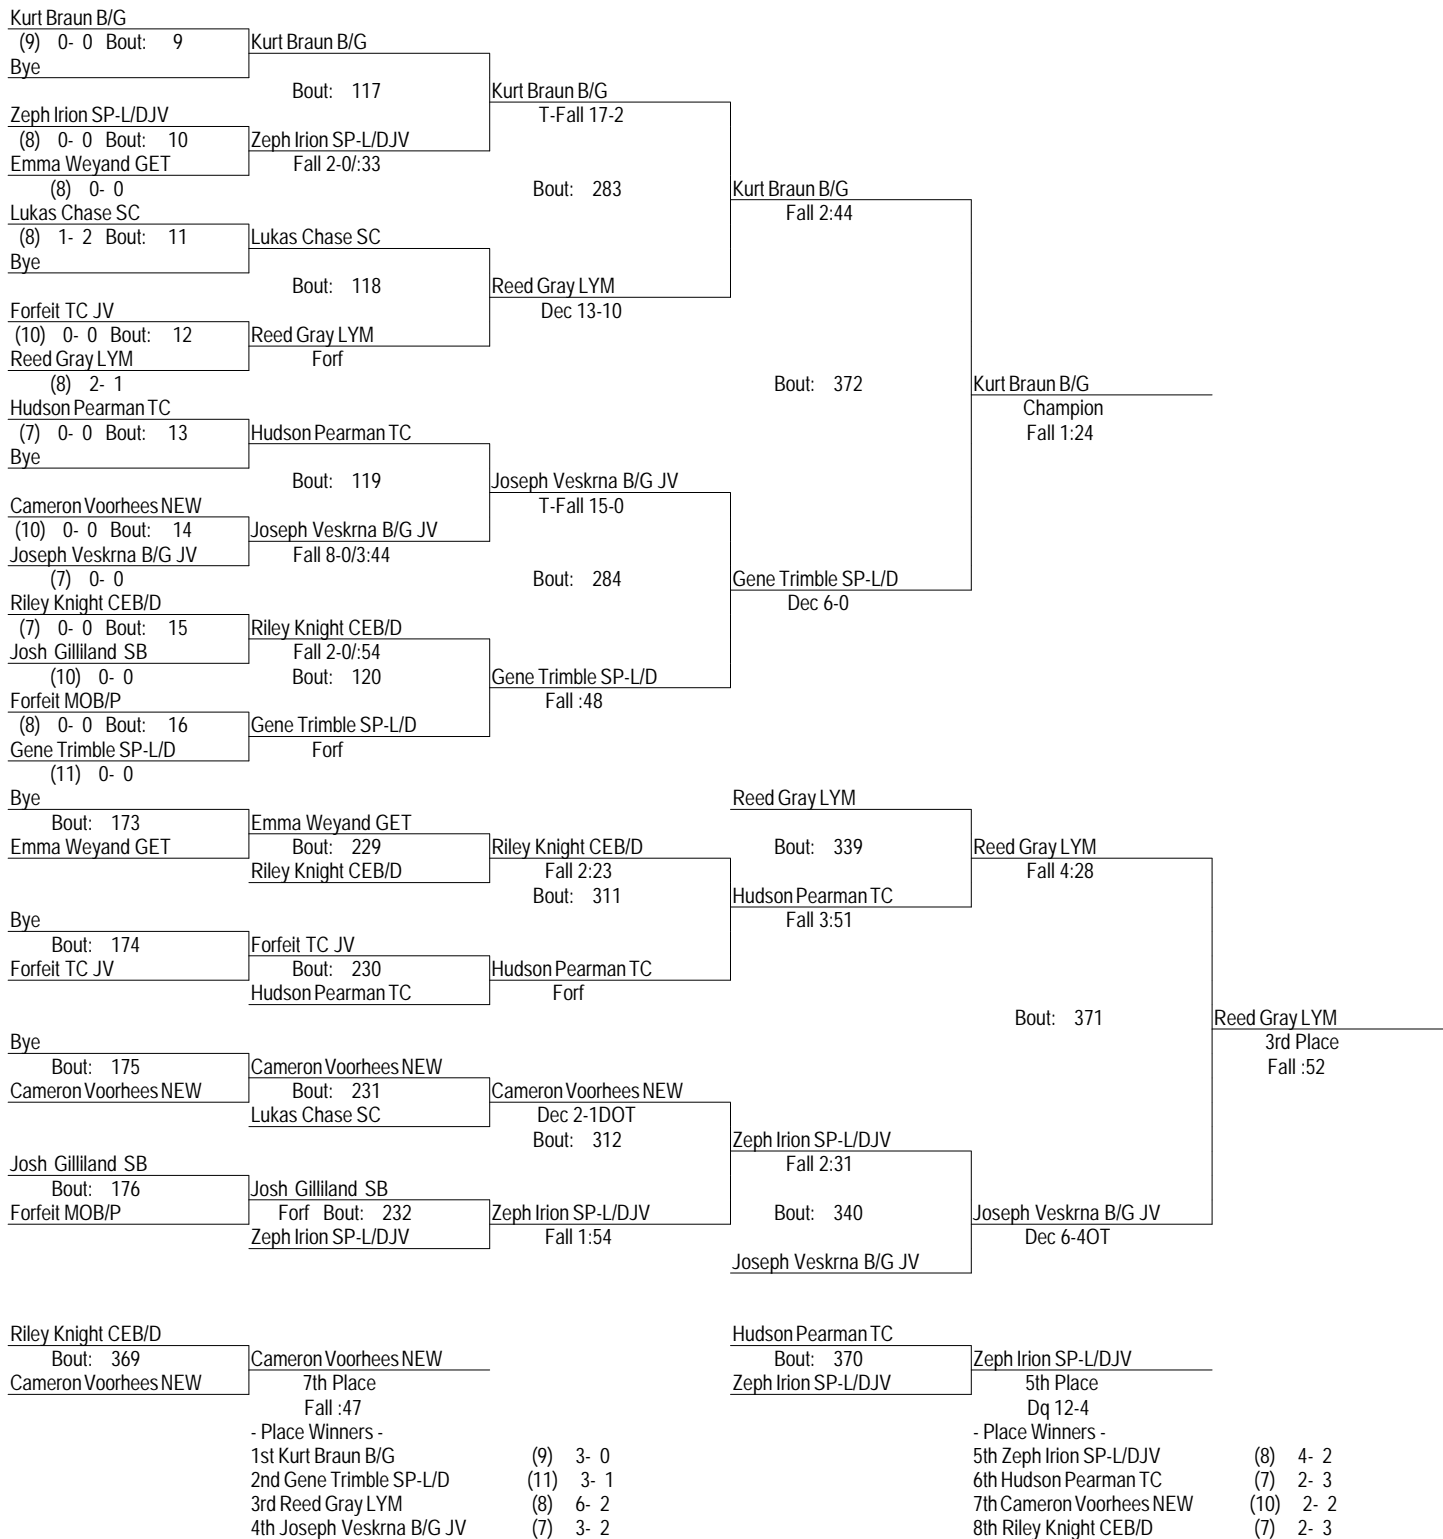 Kurt Braun B/G
(9) 0- 0 Bout: 9 Kurt Braun B/G
Bye
Bout: 117 Kurt Braun B/G
Zeph Irion SP-L/DJV T-Fall 17-2
(8) 0- 0 Bout: 10 Zeph Irion SP-L/DJV
Emma Weyand GET Fall 2-0/:33
(8) 0- 0 Bout: 283 Kurt Braun B/G
Lukas Chase SC Fall 2:44
(8) 1- 2 Bout: 11 Lukas Chase SC
Bye
Bout: 118 Reed Gray LYM
Forfeit TC JV Dec 13-10
(10) 0- 0 Bout: 12 Reed Gray LYM
Reed Gray LYM Forf
(8) 2- 1 Bout: 372 Kurt Braun B/G
Hudson Pearman TC Champion
(7) 0- 0 Bout: 13 Hudson Pearman TC Fall 1:24
Bye
Bout: 119 Joseph Veskrna B/G JV
Cameron Voorhees NEW T-Fall 15-0
(10) 0- 0 Bout: 14 Joseph Veskrna B/G JV
Joseph Veskrna B/G JV Fall 8-0/3:44
(7) 0- 0 Bout: 284 Gene Trimble SP-L/D
Riley Knight CEB/D Dec 6-0
(7) 0- 0 Bout: 15 Riley Knight CEB/D
Josh Gilliland SB Fall 2-0/:54
(10) 0- 0 Bout: 120 Gene Trimble SP-L/D
Forfeit MOB/P Fall :48
(8) 0- 0 Bout: 16 Gene Trimble SP-L/D
Gene Trimble SP-L/D Forf
(11) 0- 0
Bye Reed Gray LYM
Bout: 173 Emma Weyand GET
Emma Weyand GET Bout: 229 Riley Knight CEB/D Bout: 339 Reed Gray LYM
Riley Knight CEB/D Fall 2:23 Fall 4:28
Bout: 311 Hudson Pearman TC
Bye Fall 3:51
Bout: 174 Forfeit TC JV
Forfeit TC JV Bout: 230 Hudson Pearman TC
Hudson Pearman TC Forf
Bout: 371 Reed Gray LYM
Bye 3rd Place
Bout: 175 Cameron Voorhees NEW Fall :52
Cameron Voorhees NEW Bout: 231 Cameron Voorhees NEW
Lukas Chase SC Dec 2-1DOT
Bout: 312 Zeph Irion SP-L/DJV
Josh Gilliland SB Fall 2:31
Bout: 176 Josh Gilliland SB
Forfeit MOB/P Forf Bout: 232 Zeph Irion SP-L/DJV Bout: 340 Joseph Veskrna B/G JV
Zeph Irion SP-L/DJV Fall 1:54 Dec 6-4OT
Joseph Veskrna B/G JV
Riley Knight CEB/D Hudson Pearman TC
Bout: 369 Cameron Voorhees NEW Bout: 370 Zeph Irion SP-L/DJV
Cameron Voorhees NEW 7th Place Zeph Irion SP-L/DJV 5th Place
Fall :47 Dq 12-4
- Place Winners - - Place Winners -
1st Kurt Braun B/G (9) 3- 0 5th Zeph Irion SP-L/DJV (8) 4- 2
2nd Gene Trimble SP-L/D (11) 3- 1 6th Hudson Pearman TC (7) 2- 3
3rd Reed Gray LYM (8) 6- 2 7th Cameron Voorhees NEW (10) 2- 2
4th Joseph Veskrna B/G JV (7) 3- 2 8th Riley Knight CEB/D (7) 2- 3